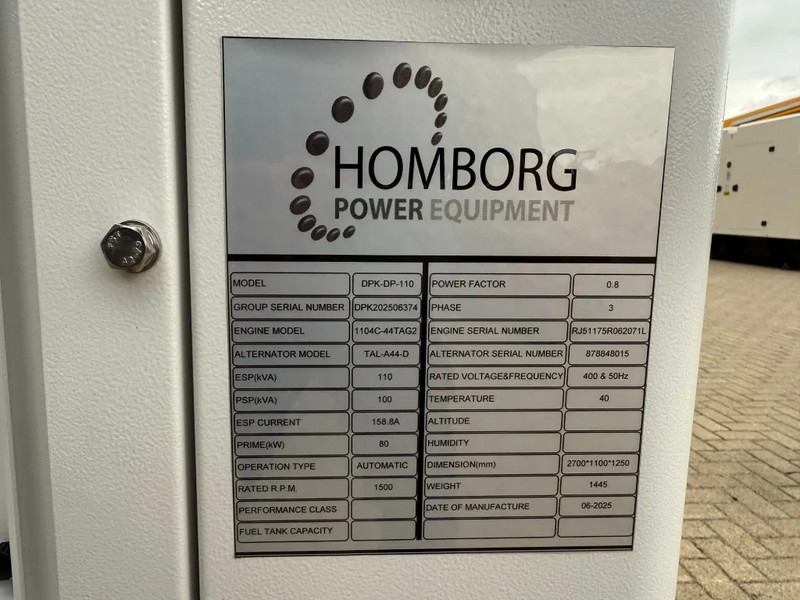 HOMBORG
POWER EQUIPMENT
MODEL DPK-DP-110 POWER FACTOR 0.8
GROUP SERIAL NUMBER DPK202506374 PHASE 3
ENGINE MODEL 1104C-44TAG2 ENGINE SERIAL NUMBER RJ51175R062071L
ALTERNATOR MODEL TAL-A44-D ALTERNATOR SERIAL NUMBER 878848015
ESP(kVA) 110 RATED VOLTAGE&FREQUENCY 400 & 50Hz
PSP(kVA) 100 TEMPERATURE 40
ESP CURRENT 158.8A ALTITUDE
PRIME(kW) 80 HUMIDITY
OPERATION TYPE AUTOMATIC DIMENSION(mm) 2700*1100*1250
RATED R.P.M. 1500 WEIGHT 1445
PERFORMANCE CLASS DATE OF MANUFACTURE 06-2025
FUEL TANK CAPACITY